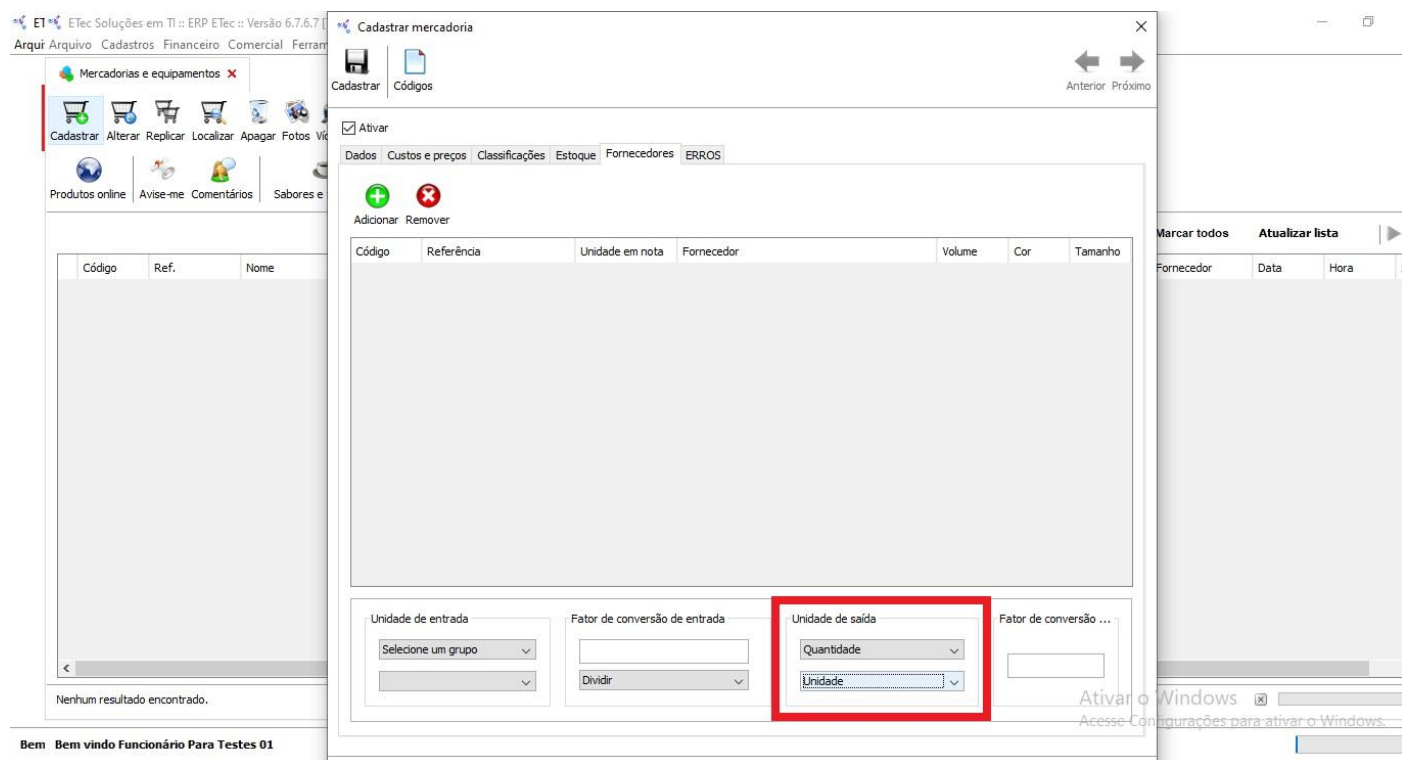 ET ETec Soluções em TI :: ERP ETec :: Versão 6.7.6.7 [
Arqui Arquivo Cadastros Financeiro Comercial Ferram
Mercadorias e equipamentos
Cadastrar Alterar Replicar Localizar Apagar Fotos
Produtos online Avise-me Comentários Sabores e
Código Ref. Nome
Nenhum resultado encontrado.
Bem Bem vindo Funcionário Para Testes 01
Cadastrar mercadoria
Cadastrar Códigos
Anterior Próximo
Ativar
Dados Custos e preços Classificações Estoque Fornecedores ERROS
Adicionar Remover
Código Referência Unidade em nota Fornecedor Volume Cor Tamanho
Unidade de entrada Fator de conversão de entrada Unidade de saída Fator de conversão ...
Selecione um grupo Quantidade
Dividir Unidade
Marcar todos Atualizar lista
Fornecedor Data Hora
Ativar o Windows
Acesse Configurações para ativar o Windows.